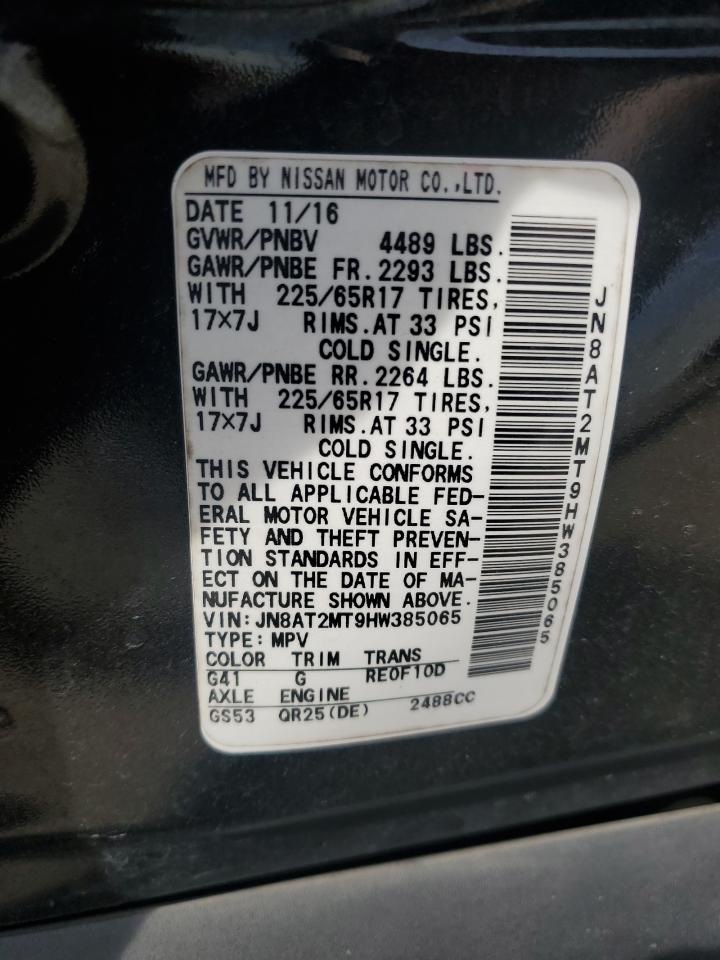 MFD BY NISSAN MOTOR CO.,LTD.
DATE 11/16
GVWR/PNBV 4489 LBS.
GAWR/PNBE FR.2293 LBS.
WITH 225/65R17 TIRES,
17×7J RIMS.AT 33 PSI
COLD SINGLE.
GAWR/PNBE RR.2264 LBS.
WITH 225/65R17 TIRES,
17×7J RIMS.AT 33 PSI
COLD SINGLE.
THIS VEHICLE CONFORMS
TO ALL APPLICABLE FED-
ERAL MOTOR VEHICLE SA-
FETY AND THEFT PREVEN-
TION STANDARDS IN EFF-
ECT ON THE DATE OF MA-
NUFACTURE SHOWN ABOVE.
VIN:JN8AT2MT9HW385065
TYPE:MPV
COLOR TRIM TRANS
G41 G RE0F10D
AXLE ENGINE
GS53 QR25(DE) 2488CC
JN8AT2MT9HW385065